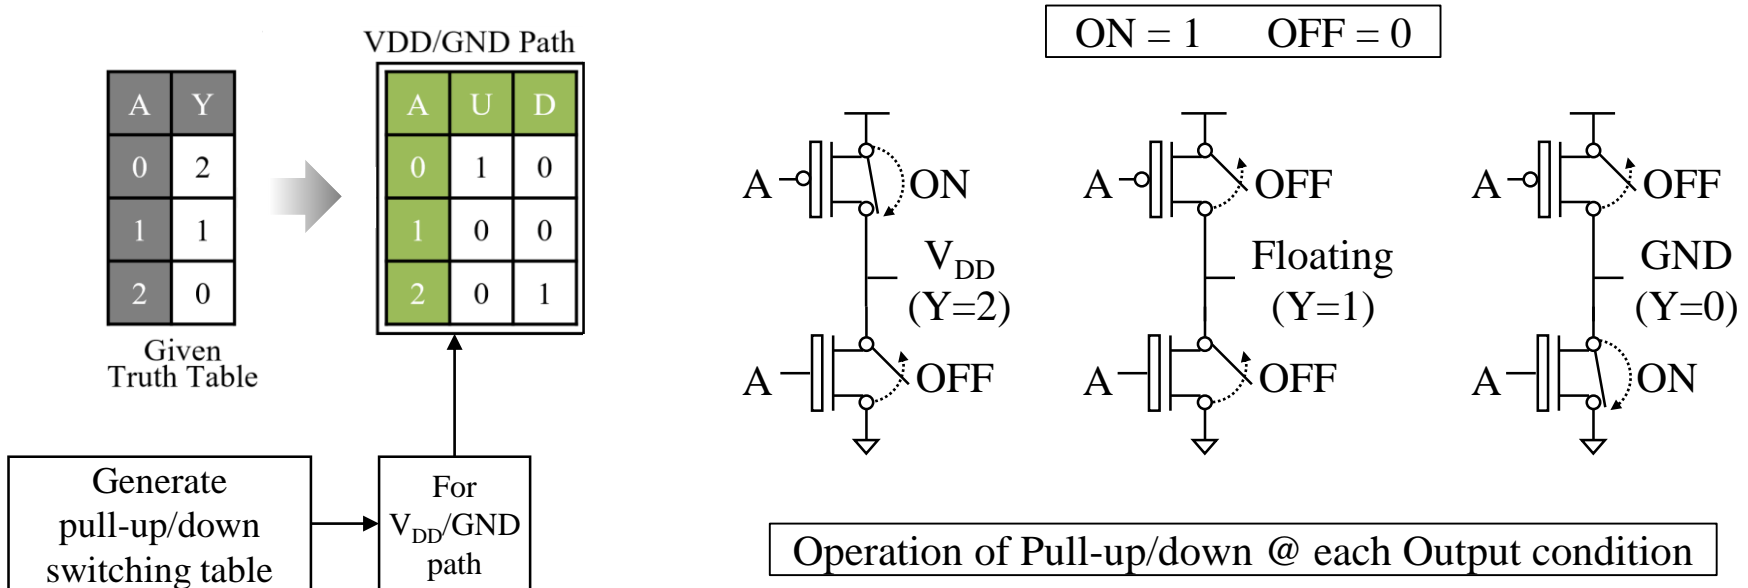 VDD/GND Path
ON = 1 OFF = 0
A Y
0 2
1 1
2 0
Given
Truth Table
A U D
0 1 0
1 0 0
2 0 1
Generate
pull-up/down
switching table
For
VDD/GND
path
A
ON
VDD
(Y=2)
A
OFF
A
OFF
Floating
(Y=1)
A
OFF
A
OFF
GND
(Y=0)
A
ON
Operation of Pull-up/down @ each Output condition